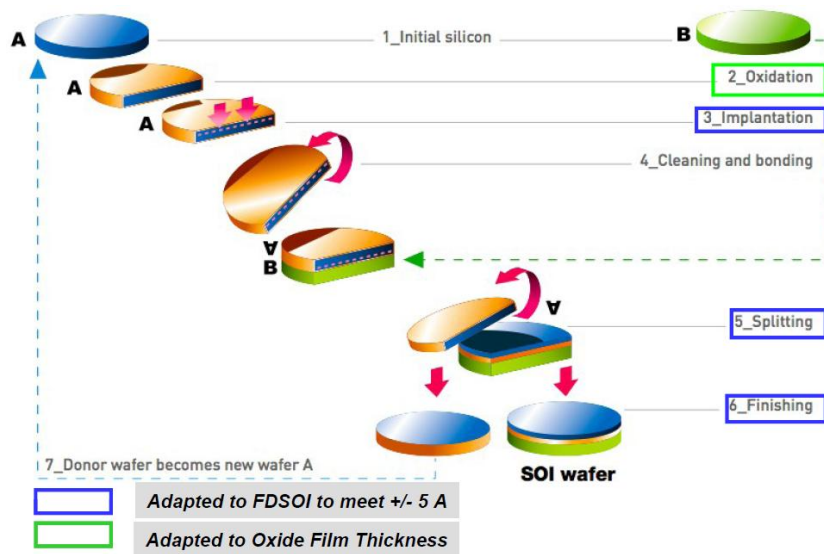 A
1_Initial silicon
B
A
2_Oxidation
A
3_Implantation
4_Cleaning and bonding
A
B
A
5_Splitting
6_Finishing
SOI wafer
7_Donor wafer becomes new wafer A
Adapted to FDSOI to meet +/- 5 A
Adapted to Oxide Film Thickness